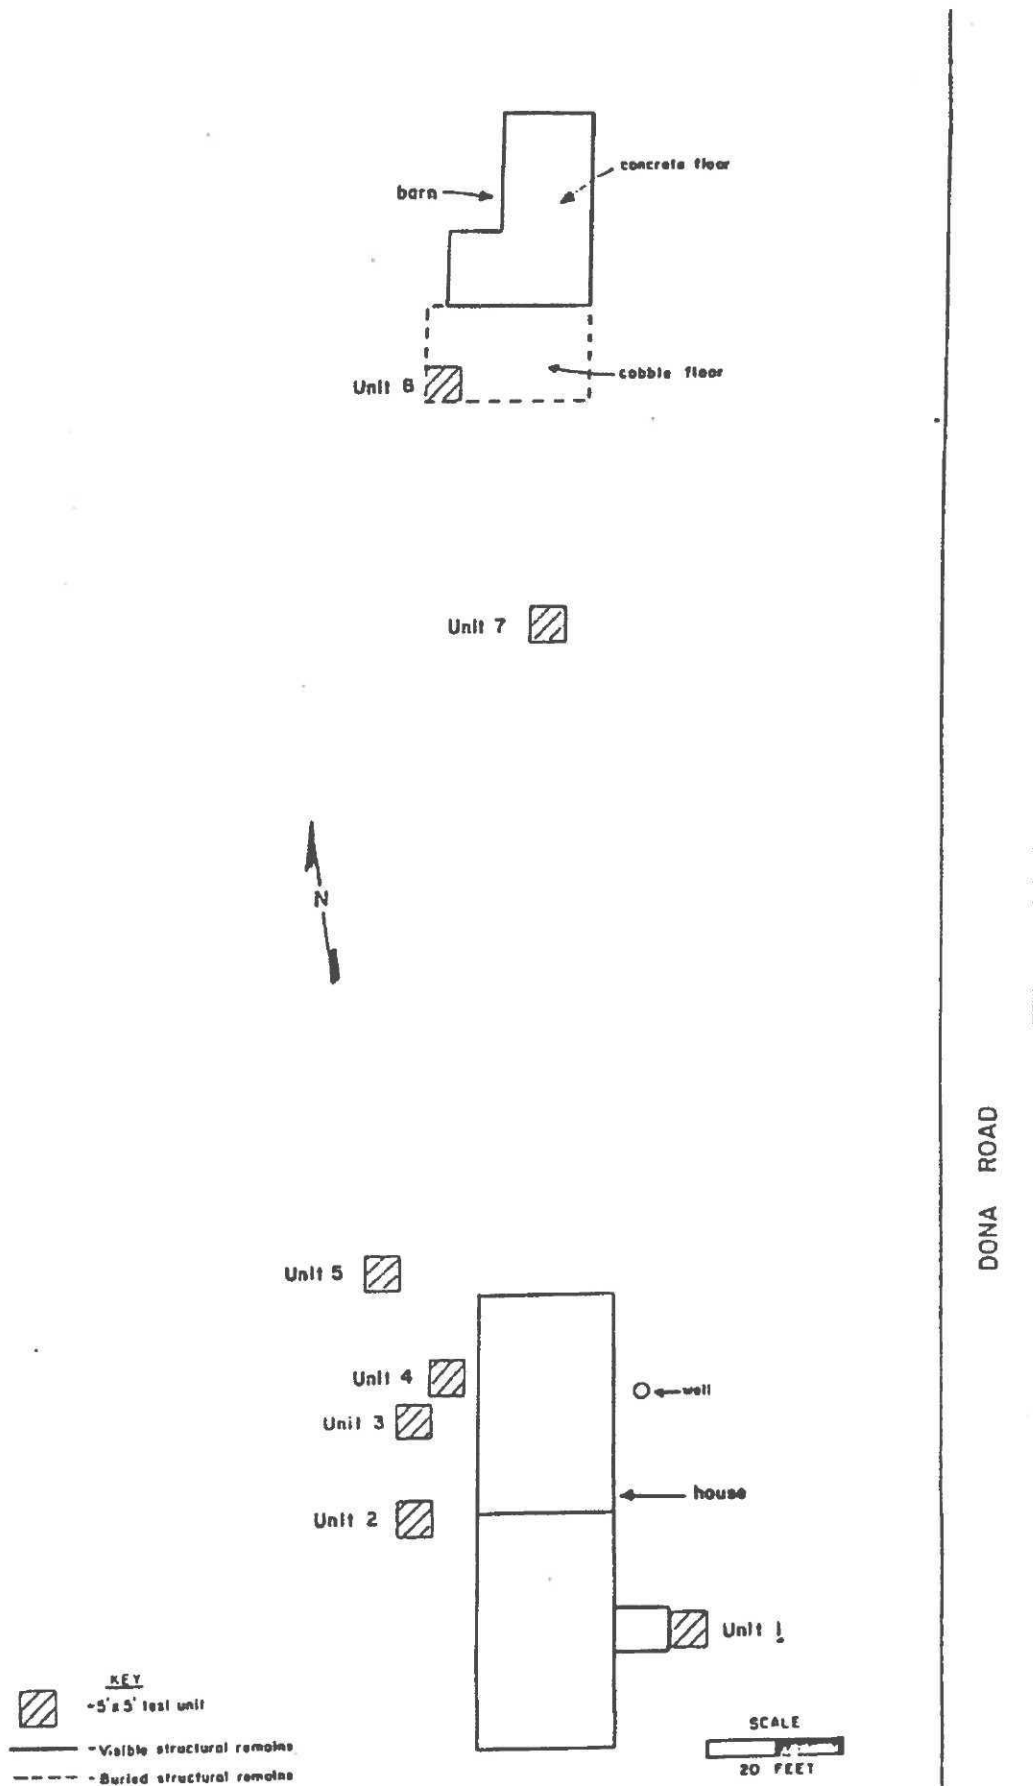 concrete floor
barn
cobble floor
Unit 6
Unit 7
N
DONA ROAD
Unit 5
Unit 4
well
Unit 3
house
Unit 2
Unit 1
KEY
-5'x5' test unit
-Visible structural remains
-Buried structural remains
SCALE
20 FEET